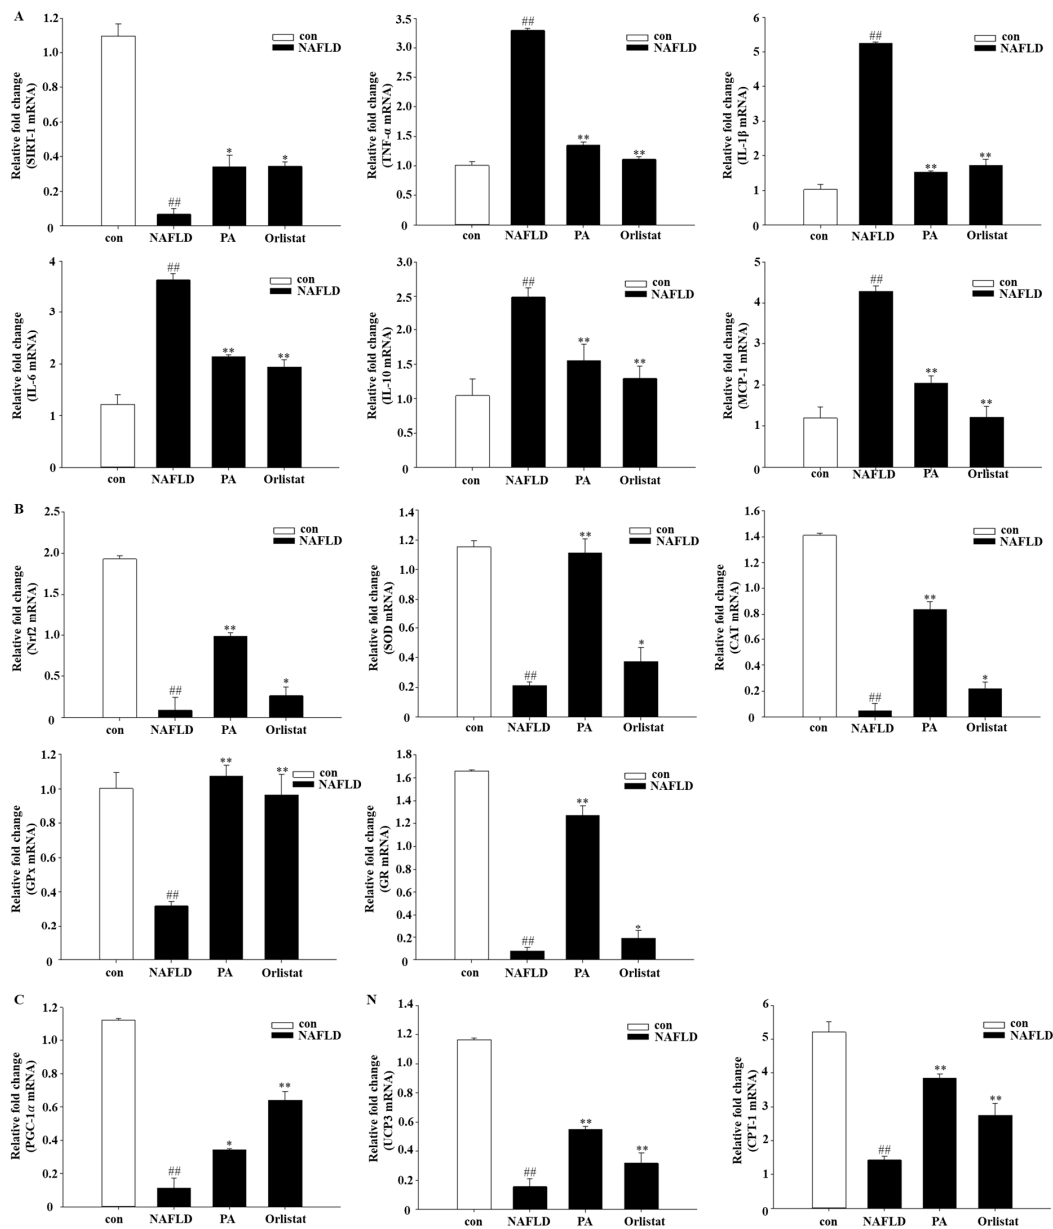 A
Relative fold change
(SIRT-1 mRNA)
1.2
1.0
0.8
0.6
0.4
0.2
0
con
NAFLD
##
*
*
con NAFLD PA Orlistat
Relative fold change
(TNF-α mRNA)
3.5
3.0
2.5
2.0
1.5
1.0
0.5
0
con
NAFLD
##
**
**
con NAFLD PA Orlistat
Relative fold change
(IL-1β mRNA)
6
5
4
3
2
1
0
con
NAFLD
##
**
**
con NAFLD PA Orlistat
Relative fold change
(IL-6 mRNA)
4
3
2
1
0
con
NAFLD
##
**
**
con NAFLD PA Orlistat
Relative fold change
(IL-10 mRNA)
3.0
2.5
2.0
1.5
1.0
0.5
0
con
NAFLD
##
**
**
con NAFLD PA Orlistat
Relative fold change
(MCP-1 mRNA)
5
4
3
2
1
0
con
NAFLD
##
**
**
con NAFLD PA Orlistat
B
Relative fold change
(Nrf2 mRNA)
2.5
2.0
1.0
0.5
0
con
NAFLD
##
**
*
con NAFLD PA Orlistat
Relative fold change
(SOD mRNA)
1.4
1.2
1.0
0.8
0.6
0.4
0.2
0
con
NAFLD
##
**
*
con NAFLD PA Orlistat
Relative fold change
(CAT mRNA)
1.6
1.4
1.2
1.0
0.8
0.6
0.4
0.2
0
con
NAFLD
##
**
*
con NAFLD PA Orlistat
Relative fold change
(GPx mRNA)
1.2
1.0
0.8
0.6
0.4
0.2
0
con
NAFLD
##
**
**
con NAFLD PA Orlistat
Relative fold change
(GR mRNA)
1.8
1.6
1.4
1.2
1.0
0.8
0.6
0.4
0.2
0
con
NAFLD
##
**
*
con NAFLD PA Orlistat
C
Relative fold change
(PGC-1α mRNA)
1.2
1.0
0.8
0.6
0.4
0.2
0
con
NAFLD
##
*
**
con NAFLD PA Orlistat
N
Relative fold change
(UCP3 mRNA)
1.4
1.2
1.0
0.8
0.6
0.4
0.2
0
con
NAFLD
##
**
**
con NAFLD PA Orlistat
Relative fold change
(CPT-1 mRNA)
6
5
4
3
2
1
0
con
NAFLD
##
**
**
con NAFLD PA Orlistat